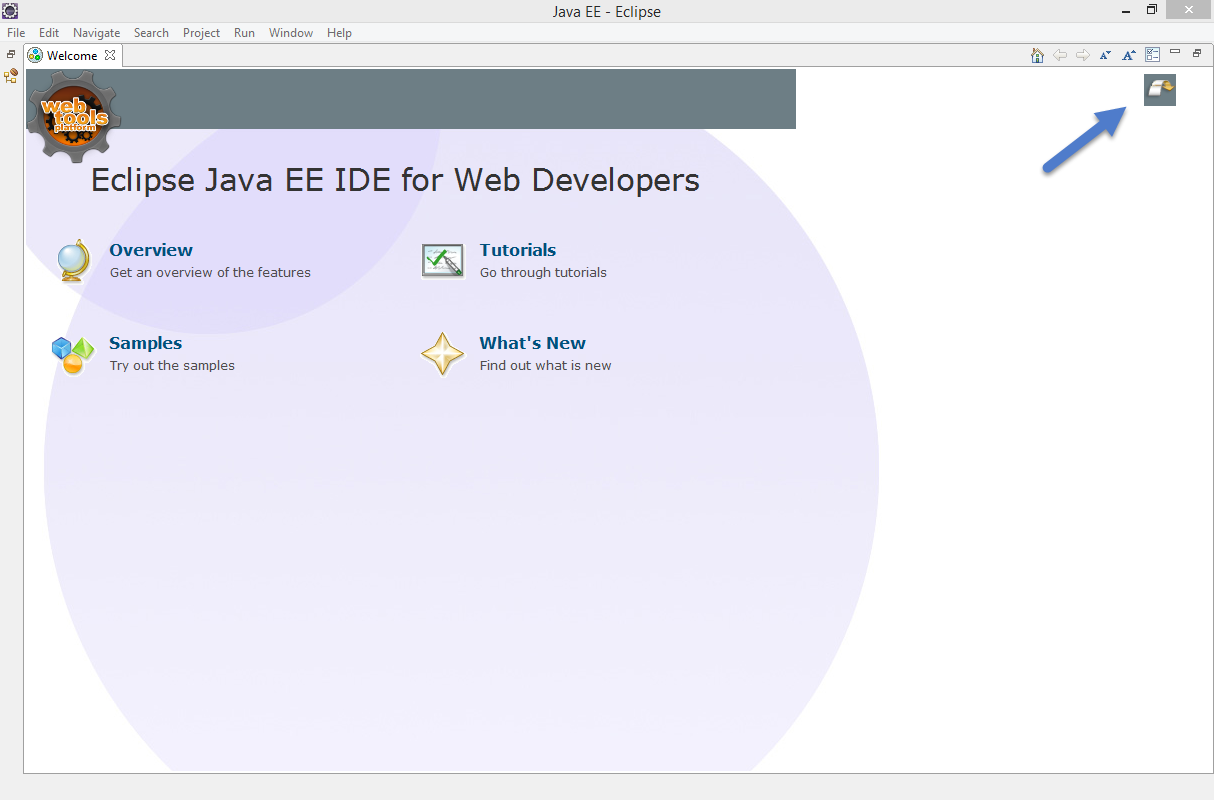 Java EE - Eclipse
File Edit Navigate Search Project Run Window Help
Welcome
A A
web
tools
platform
Eclipse Java EE IDE for Web Developers
Overview
Get an overview of the features
Tutorials
Go through tutorials
Samples
Try out the samples
What's New
Find out what is new